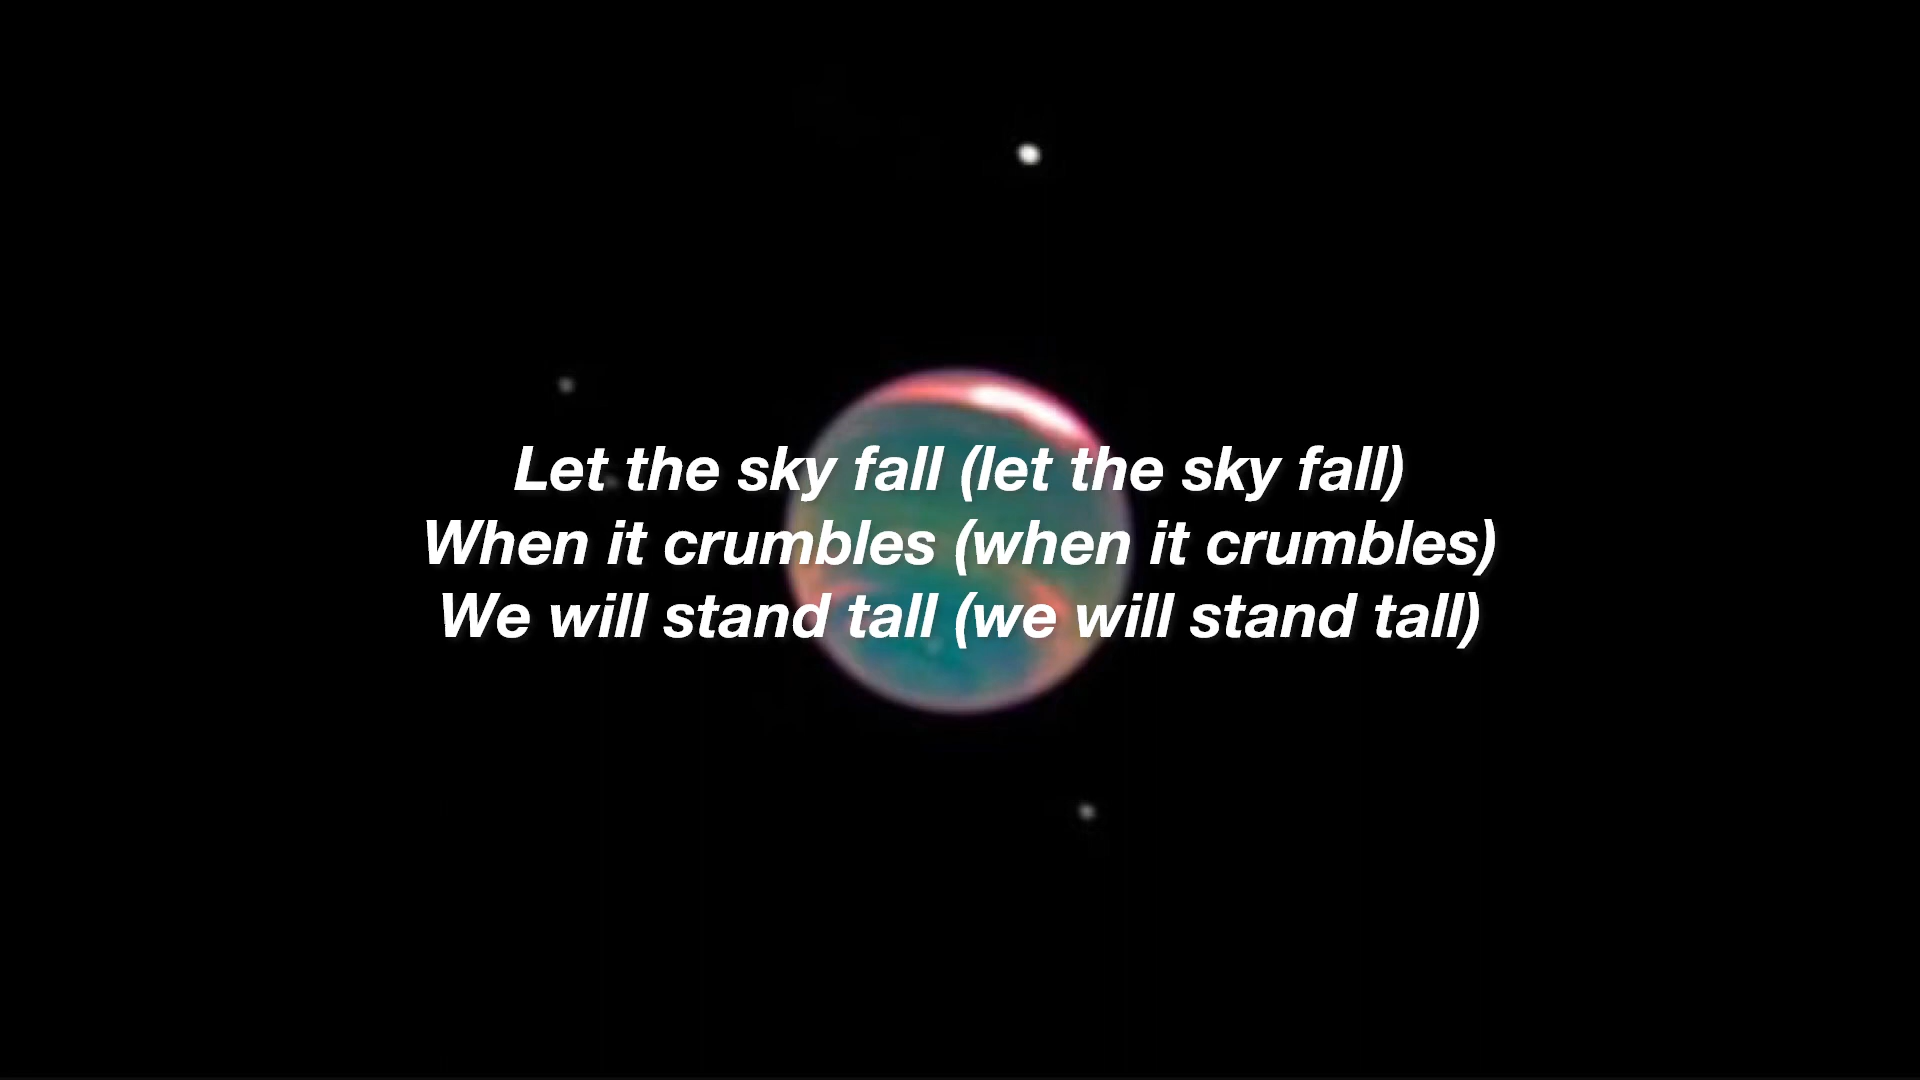 Let the sky fall (let the sky fall)
When it crumbles (when it crumbles)
We will stand tall (we will stand tall)